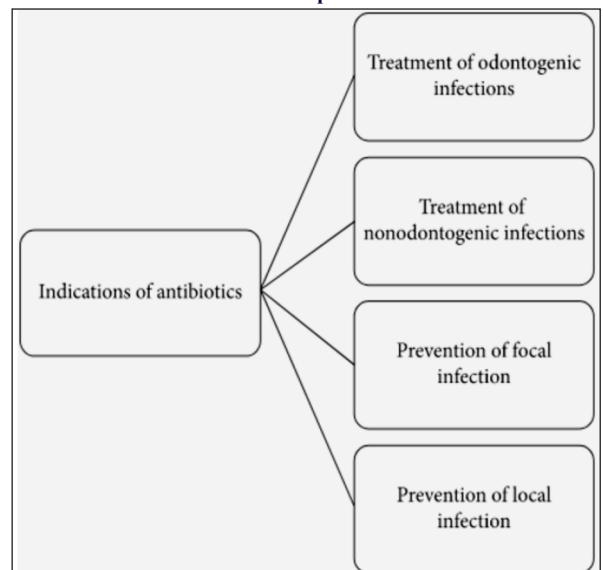 Treatment of odontogenic
infections
Treatment of
nonodontogenic infections
Indications of antibiotics
Prevention of focal
infection
Prevention of local
infection